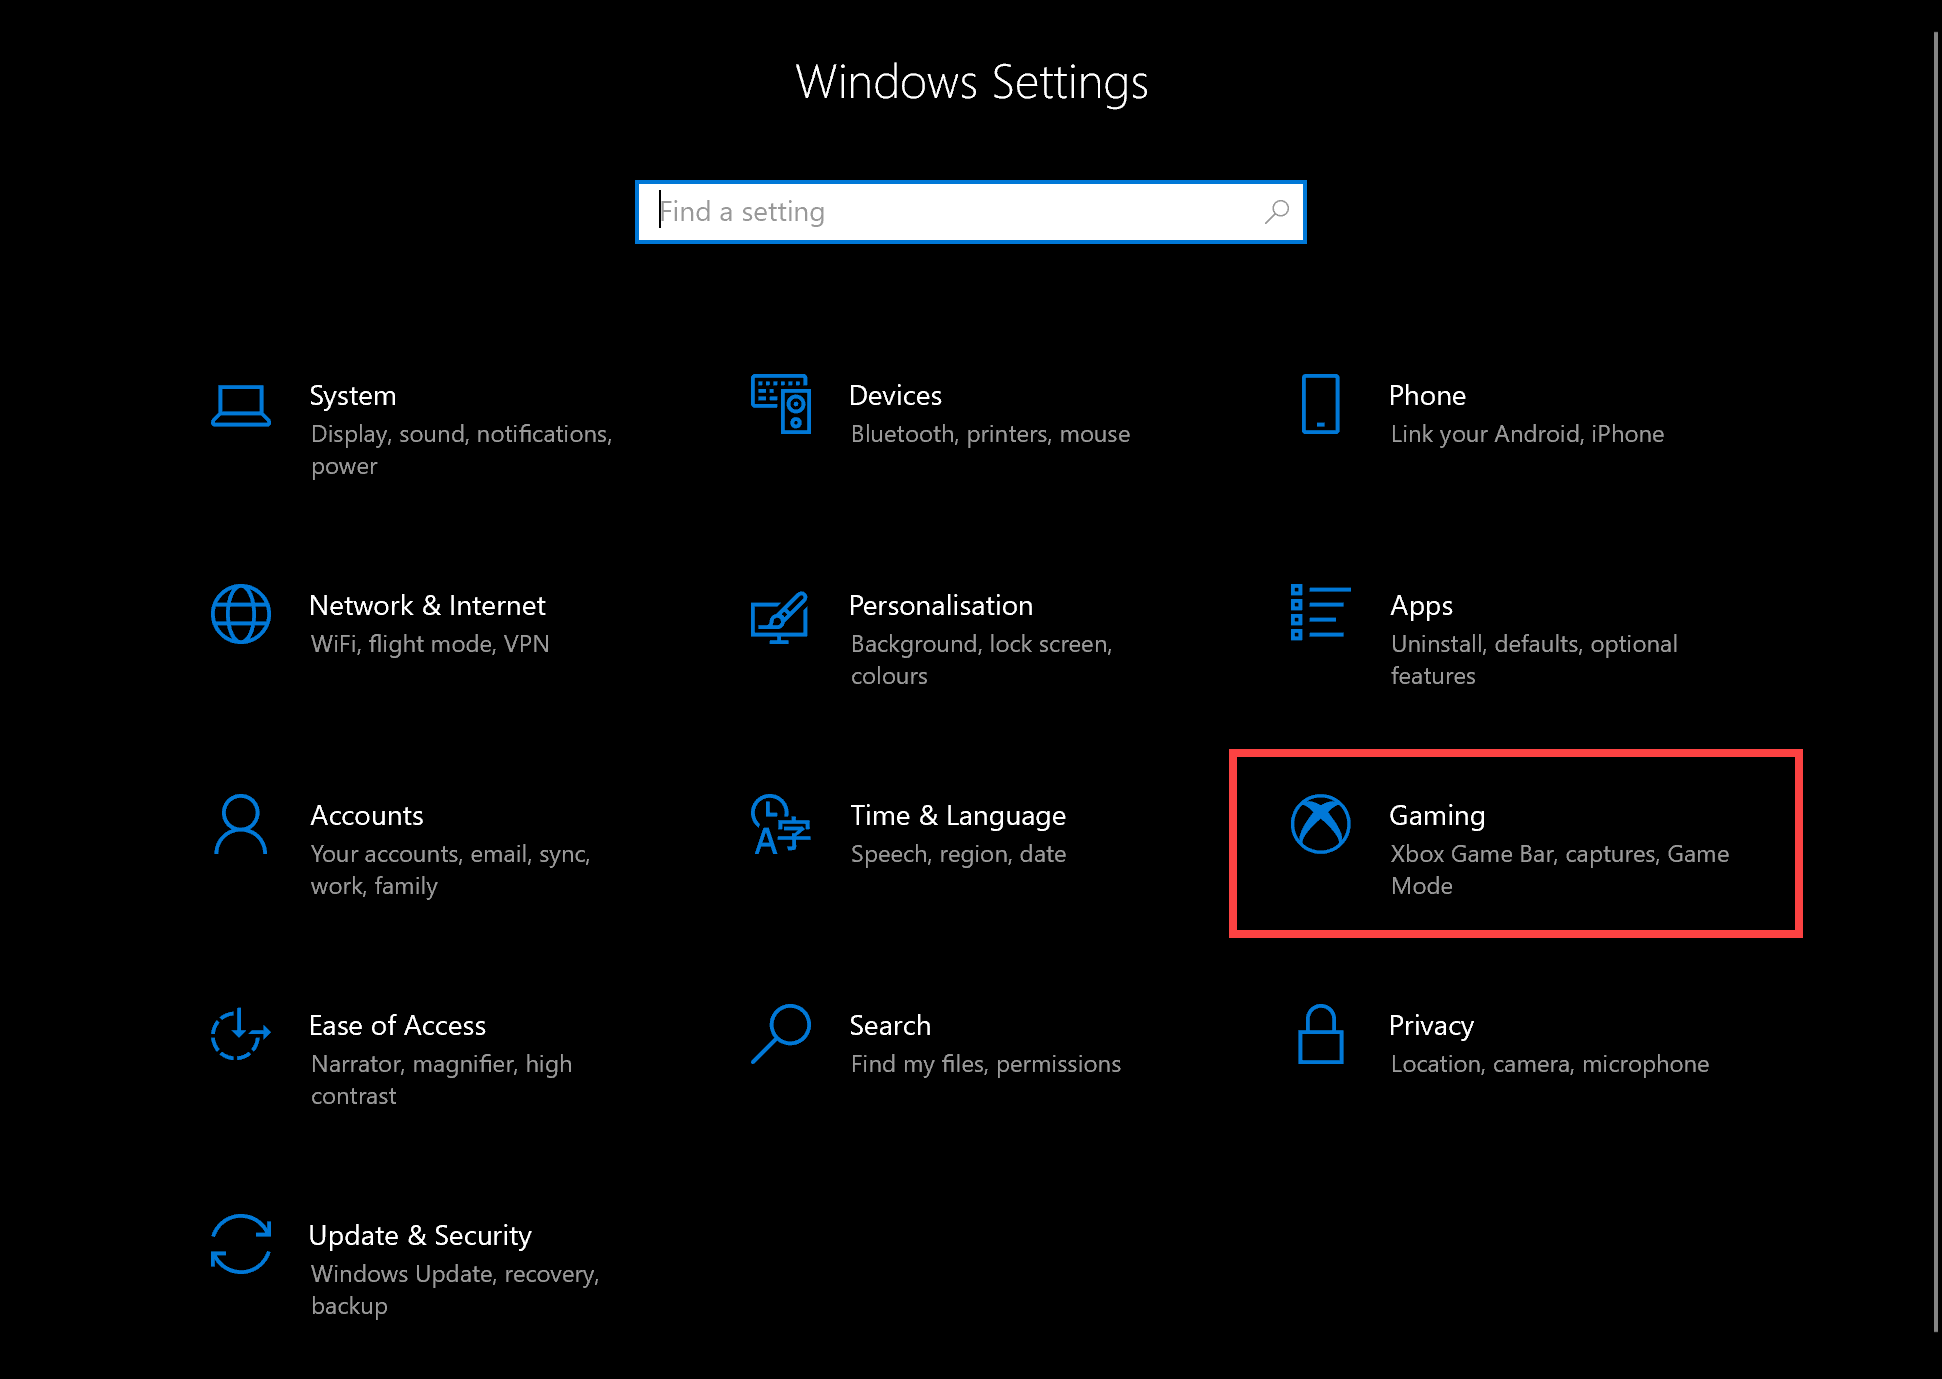 Windows Settings
Find a setting
System
Display, sound, notifications,
power
Devices
Bluetooth, printers, mouse
Phone
Link your Android, iPhone
Network & Internet
WiFi, flight mode, VPN
Personalisation
Background, lock screen,
colours
Apps
Uninstall, defaults, optional
features
Accounts
Your accounts, email, sync,
work, family
Time & Language
Speech, region, date
Gaming
Xbox Game Bar, captures, Game
Mode
Ease of Access
Narrator, magnifier, high
contrast
Search
Find my files, permissions
Privacy
Location, camera, microphone
Update & Security
Windows Update, recovery,
backup